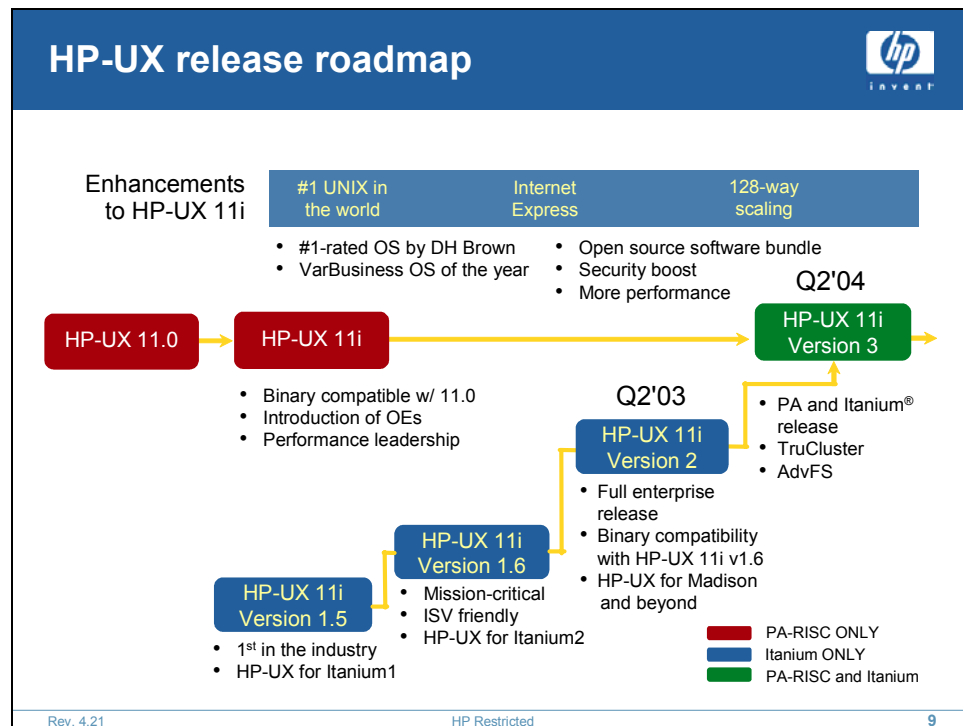 HP-UX release roadmap
hp
invent
Enhancements
to HP-UX 11i
#1 UNIX in
the world
Internet
Express
128-way
scaling
• #1-rated OS by DH Brown
• VarBusiness OS of the year
• Open source software bundle
• Security boost
• More performance
Q2'04
HP-UX 11.0
HP-UX 11i
HP-UX 11i
Version 3
• Binary compatible w/ 11.0
• Introduction of OEs
• Performance leadership
Q2'03
HP-UX 11i
Version 2
• PA and Itanium®
release
• TruCluster
• AdvFS
• Full enterprise
release
• Binary compatibility
with HP-UX 11i v1.6
• HP-UX for Madison
and beyond
HP-UX 11i
Version 1.6
• Mission-critical
• ISV friendly
• HP-UX for Itanium2
HP-UX 11i
Version 1.5
• 1st in the industry
• HP-UX for Itanium1
PA-RISC ONLY
Itanium ONLY
PA-RISC and Itanium
Rev. 4.21
HP Restricted
9